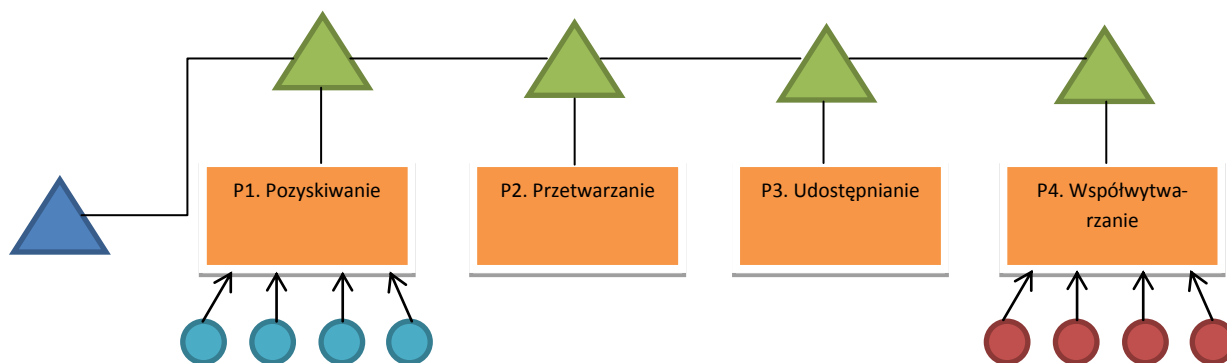 P1. Pozyskiwanie
P2. Przetwarzanie
P3. Udostępnianie
P4. Współwytwa-
rzanie